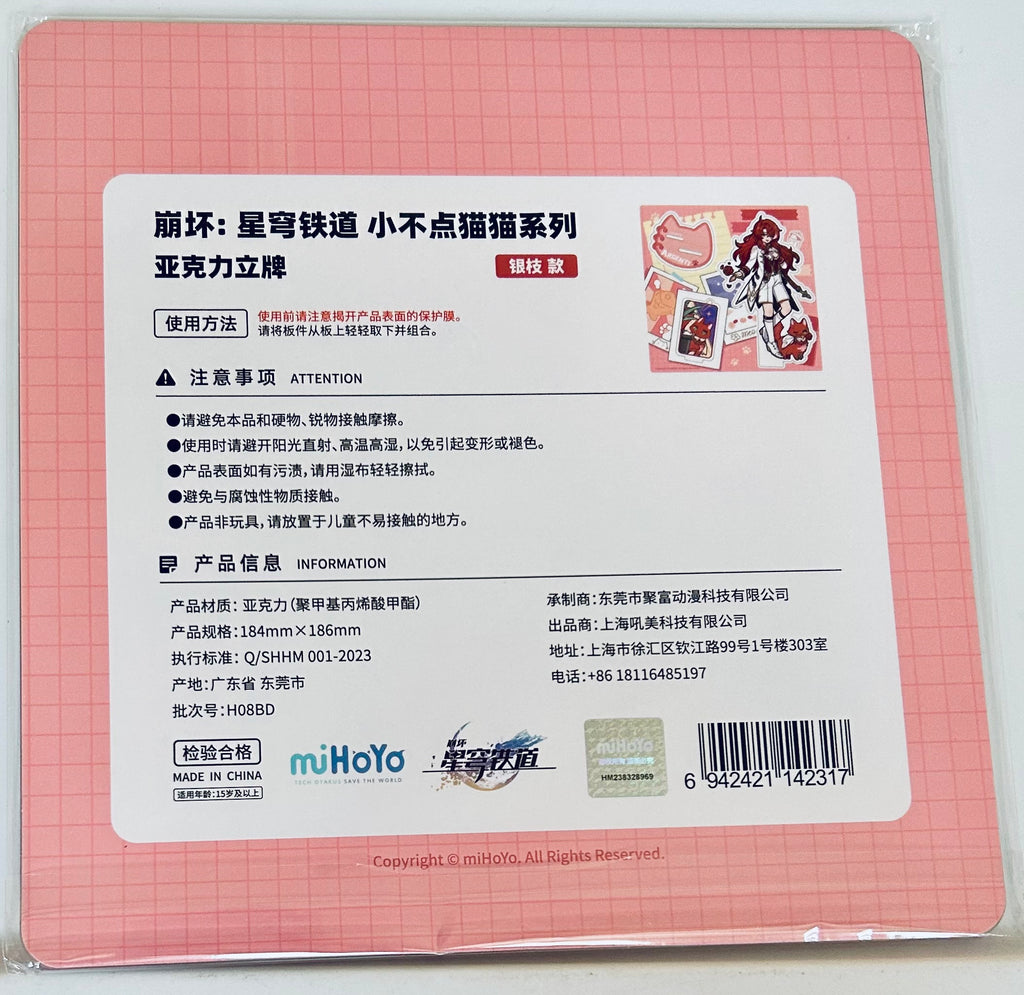 崩坏: 星穹铁道 小不点猫猫系列
亚克力立牌
银枝 款
ARGENTI
使用方法
使用前请注意揭开产品表面的保护膜。
请将板件从板上轻轻取下并组合。
注意事项 ATTENTION
●请避免本品和硬物、锐物接触摩擦。
●使用时请避开阳光直射、高温高湿,以免引起变形或褪色。
●产品表面如有污渍,请用湿布轻轻擦拭。
●避免与腐蚀性物质接触。
●产品非玩具,请放置于儿童不易接触的地方。
产品信息 INFORMATION
产品材质: 亚克力(聚甲基丙烯酸甲酯)
产品规格:184mm×186mm
执行标准: Q/SHHM 001-2023
产地:广东省 东莞市
批次号:H08BD
承制商:东莞市聚富动漫科技有限公司
出品商:上海吼美科技有限公司
地址:上海市徐汇区钦江路99号1号楼303室
电话:+86 18116485197
检验合格
MADE IN CHINA
适用年龄:15岁及以上
miHoYo
TECH OTAKUS SAVE THE WORLD
崩坏
:星穹铁道
miHoYo
HM238328969
6 942421 142317
Copyright © miHoYo. All Rights Reserved.